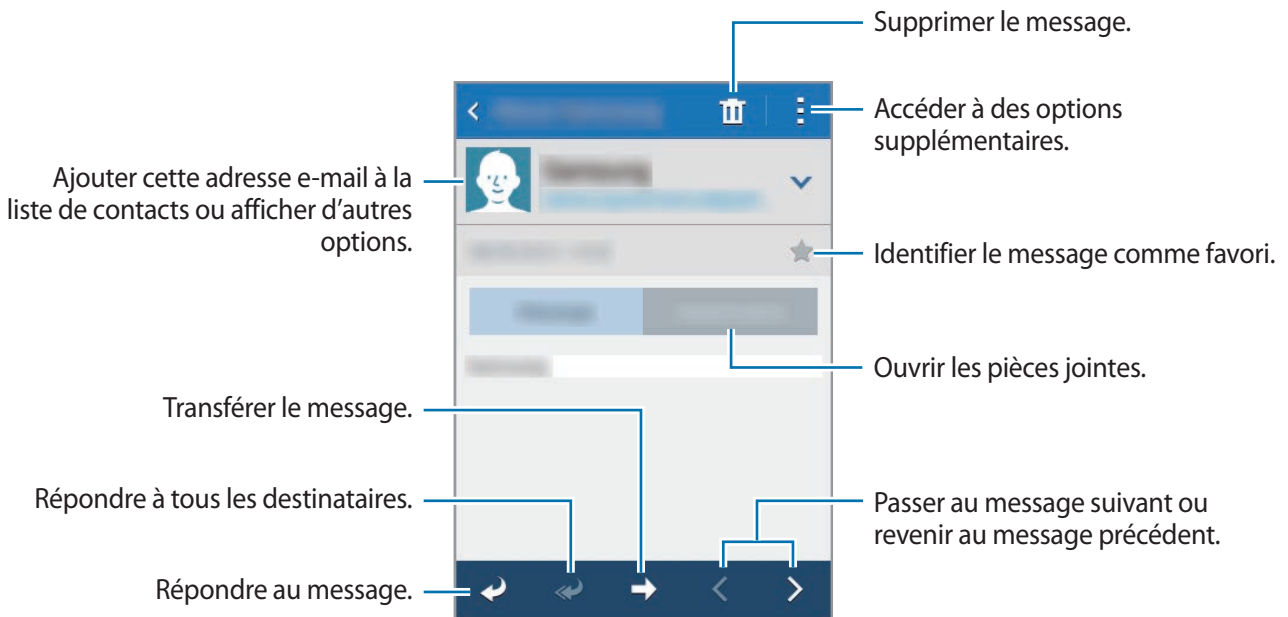 Supprimer le message.
Accéder à des options
supplémentaires.
Ajouter cette adresse e-mail à la
liste de contacts ou afficher d'autres
options.
Identifier le message comme favori.
Ouvrir les pièces jointes.
Transférer le message.
Répondre à tous les destinataires.
Passer au message suivant ou
revenir au message précédent.
Répondre au message.